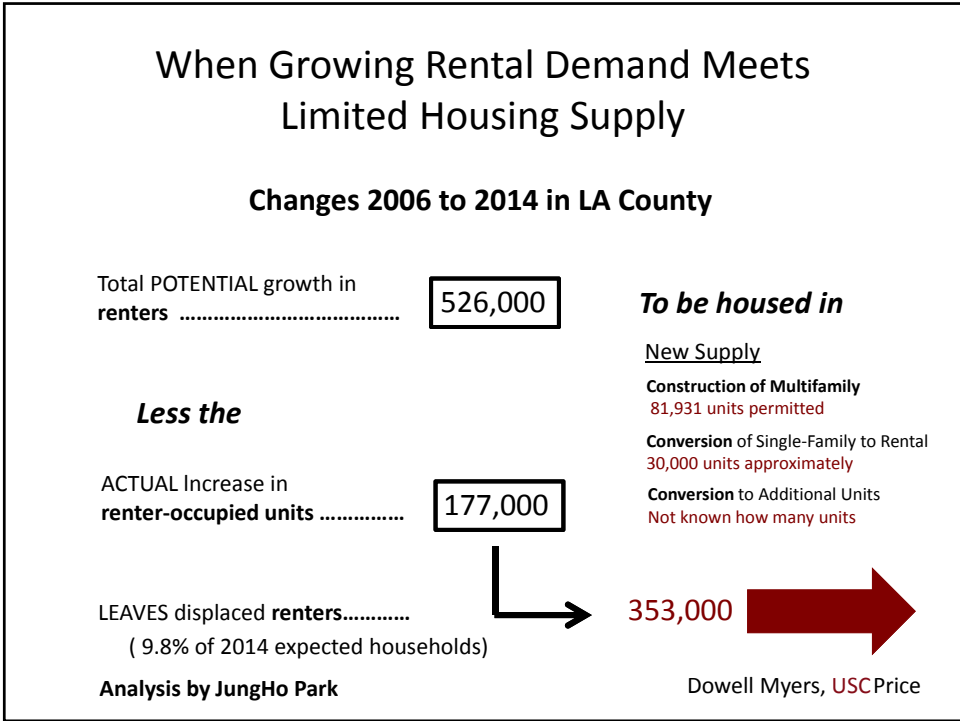 When Growing Rental Demand Meets
Limited Housing Supply
Changes 2006 to 2014 in LA County
Total POTENTIAL growth in
renters ………………………………… 526,000
To be housed in
New Supply
Construction of Multifamily
81,931 units permitted
Conversion of Single-Family to Rental
30,000 units approximately
Conversion to Additional Units
Not known how many units
Less the
ACTUAL Increase in
renter-occupied units …………… 177,000
LEAVES displaced renters………… 353,000
( 9.8% of 2014 expected households)
Analysis by JungHo Park
Dowell Myers, USCPrice